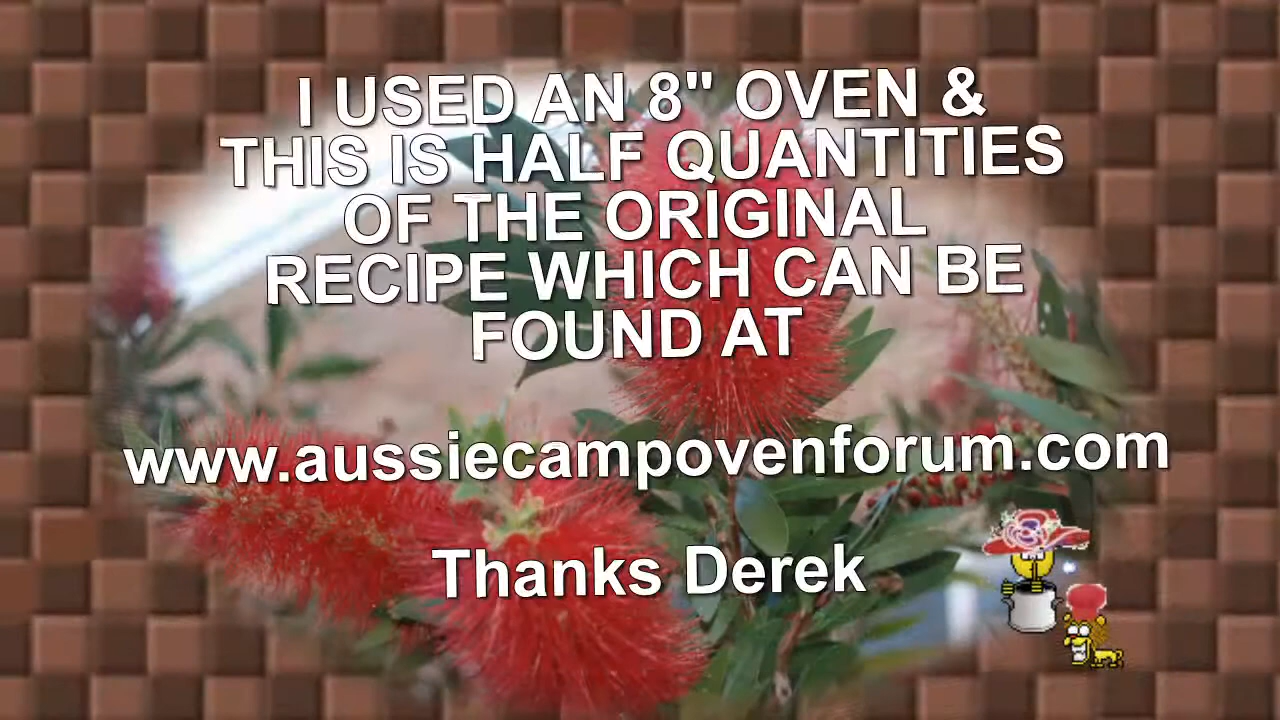 I USED AN 8" OVEN &
THIS IS HALF QUANTITIES
OF THE ORIGINAL
RECIPE WHICH CAN BE
FOUND AT
www.aussiecampovenforum.com
Thanks Derek